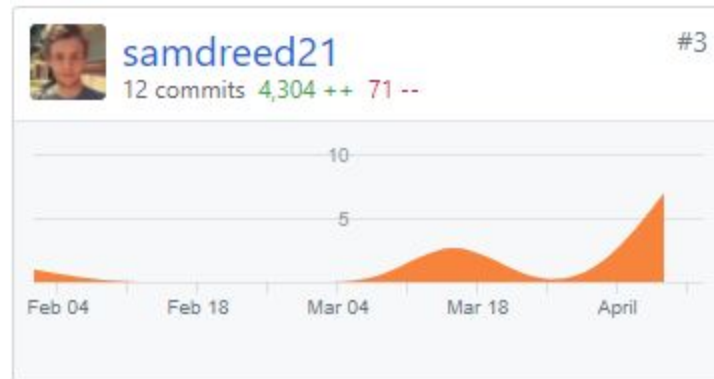 samdreed21 #3
12 commits 4,304 ++ 71 --
10
5
Feb 04 Feb 18 Mar 04 Mar 18 April